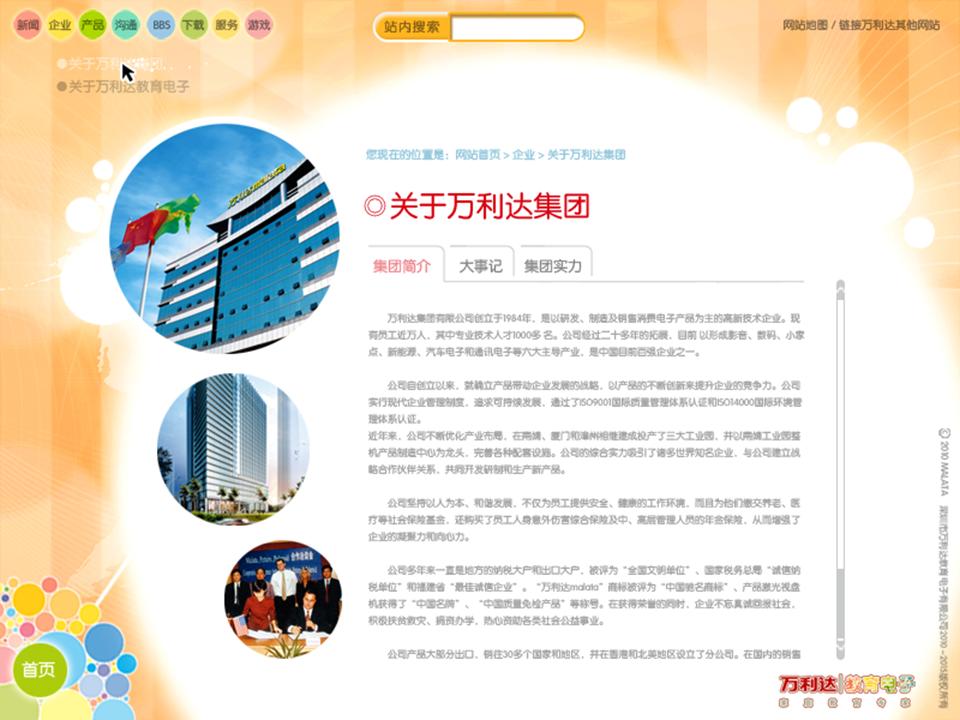 新闻 企业 产品 沟通 BBS 下载 服务 游戏
站内搜索
网站地图 / 链接万利达其他网站
●关于万利达集团
●关于万利达教育电子
您现在的位置是：网站首页 > 企业 > 关于万利达集团
◎关于万利达集团
集团简介 大事记 集团实力
万利达集团有限公司创立于1984年，是以研发、制造及销售消费电子产品为主的高新技术企业。现
有员工近万人，其中专业技术人才1000多名。公司经过二十多年的拓展，目前 以形成影音、数码、小家
点、新能源、汽车电子和通讯电子等六大主导产业，是中国目前百强企业之一。
公司自创立以来，就确立产品带动企业发展的战略，以产品的不断创新来提升企业的竞争力。公司
实行现代企业管理制度，追求可持续发展，通过了ISO9001国际质量管理体系认证和ISO14000国际环境管
理体系认证。
近年来，公司不断优化产业布局，在南靖、厦门和漳州相继建成投产了三大工业园，并以南靖工业园整
机产品制造中心为龙头，完善各种配套设施。公司的综合实力吸引了诸多世界知名企业，与公司建立战
略合作伙伴关系，共同开发研制和生产新产品。
公司坚持以人为本、和谐发展，不仅为员工提供安全、健康的工作环境，而且为他们缴交养老、医
疗等社会保险基金，还购买了员工人身意外伤害综合保险及中、高层管理人员的年金保险，从而增强了
企业的凝聚力和向心力。
公司多年来一直是地方的纳税大户和出口大户，被评为“全国文明单位”、国家税务总局“诚信纳
税单位”和福建省“最佳诚信企业”。“万利达malata”商标被评为“中国驰名商标”、产品激光视盘
机获得了“中国名牌”、“中国质量免检产品”等称号。在获得荣誉的同时，企业不忘真诚回报社会，
积极扶贫救灾、捐资办学，热心资助各类社会公益事业。
公司产品大部分出口，销往30多个国家和地区，并在香港和北美地区设立了分公司。在国内的销售
© 2010 MALATA 深圳市万利达教育电子有限公司2010-2015版权所有
首页
万利达 教育电子
家庭教育专家